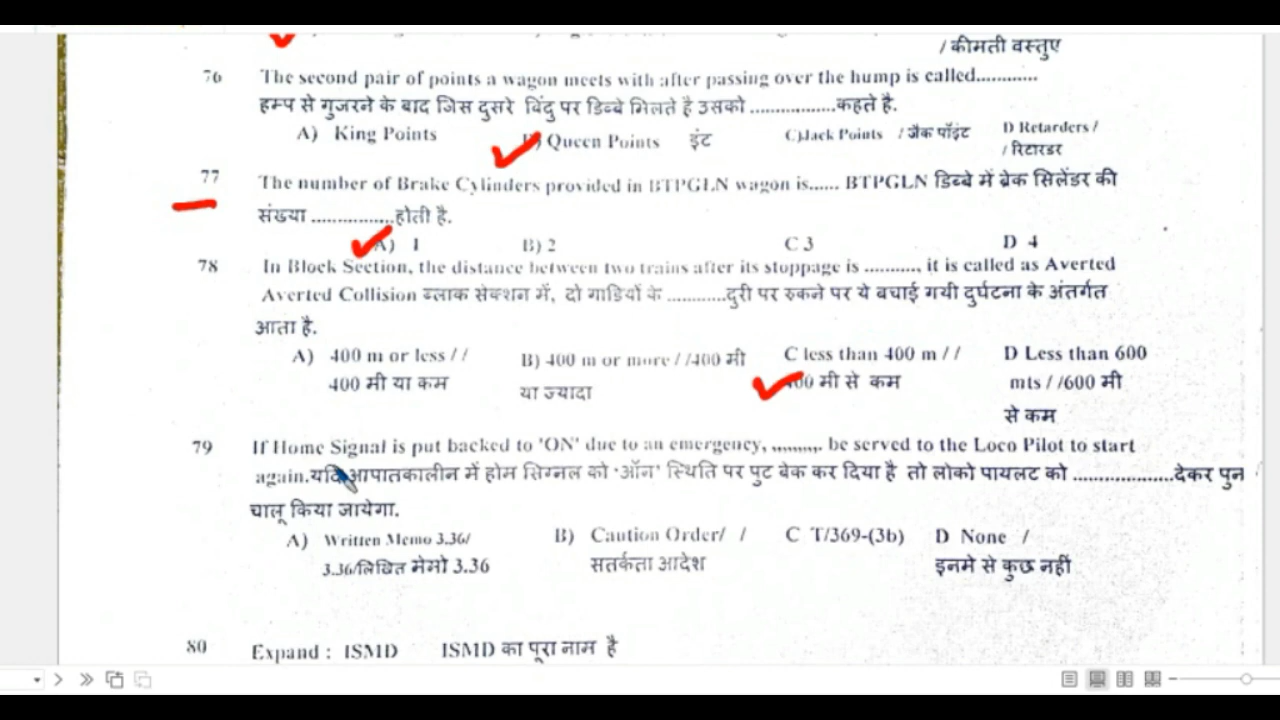 / कीमती वस्तुए
76 The second pair of points a wagon meets with after passing over the hump is called............
हम्प से गुजरने के बाद जिस दुसरे बिंदु पर डिब्बे मिलते है उसको .................कहते है.
A) King Points B) Queen Points इंट C)Jack Points / जैक पॉइंट D Retarders /
/ रिटारडर
77 The number of Brake Cylinders provided in BTPGLN wagon is...... BTPGLN डिब्बे में ब्रेक सिलेंडर की
संख्या .................होती है.
A) 1 B) 2 C 3 D 4
78 In Block Section, the distance between two trains after its stoppage is ..........., it is called as Averted
Averted Collision ब्लाक सेक्शन में, दो गाडियों के ............दुरी पर रुकने पर ये बचाई गयी दुर्घटना के अंतर्गत
आता है.
A) 400 m or less // B) 400 m or more / /400 मी C less than 400 m // D Less than 600
400 मी या कम या ज्यादा 400 मी से कम mts / /600 मी
से कम
79 If Home Signal is put backed to 'ON' due to an emergency, .......... be served to the Loco Pilot to start
again.यदि आपातकालीन में होम सिग्नल को 'ऑन' स्थिति पर पुट बेक कर दिया है तो लोको पायलट को ...................देकर पुन
चालू किया जायेगा.
A) Written Memo 3.36/ B) Caution Order/ / C T/369-(3b) D None /
3.36/लिखित मेमो 3.36 सतर्कता आदेश इनमे से कुछ नहीं
80 Expand : ISMD ISMD का पूरा नाम है